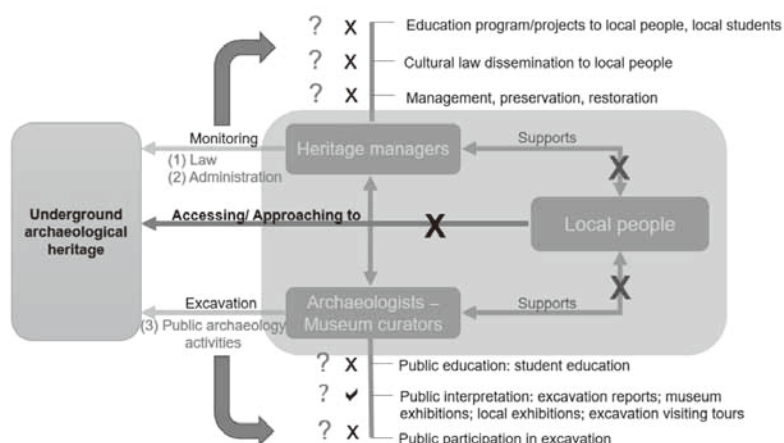 ? X Education program/projects to local people, local students
? X Cultural law dissemination to local people
? X Management, preservation, restoration
Monitoring
(1) Law
(2) Administration
Heritage managers
Supports
X
Underground
archaeological
heritage
Accessing/ Approaching to
X
Local people
Excavation
(3) Public archaeology
activities
Archaeologists –
Museum curators
Supports
X
? X Public education: student education
? ✔ Public interpretation: excavation reports; museum
exhibitions; local exhibitions; excavation visiting tours
? X Public participation in excavation